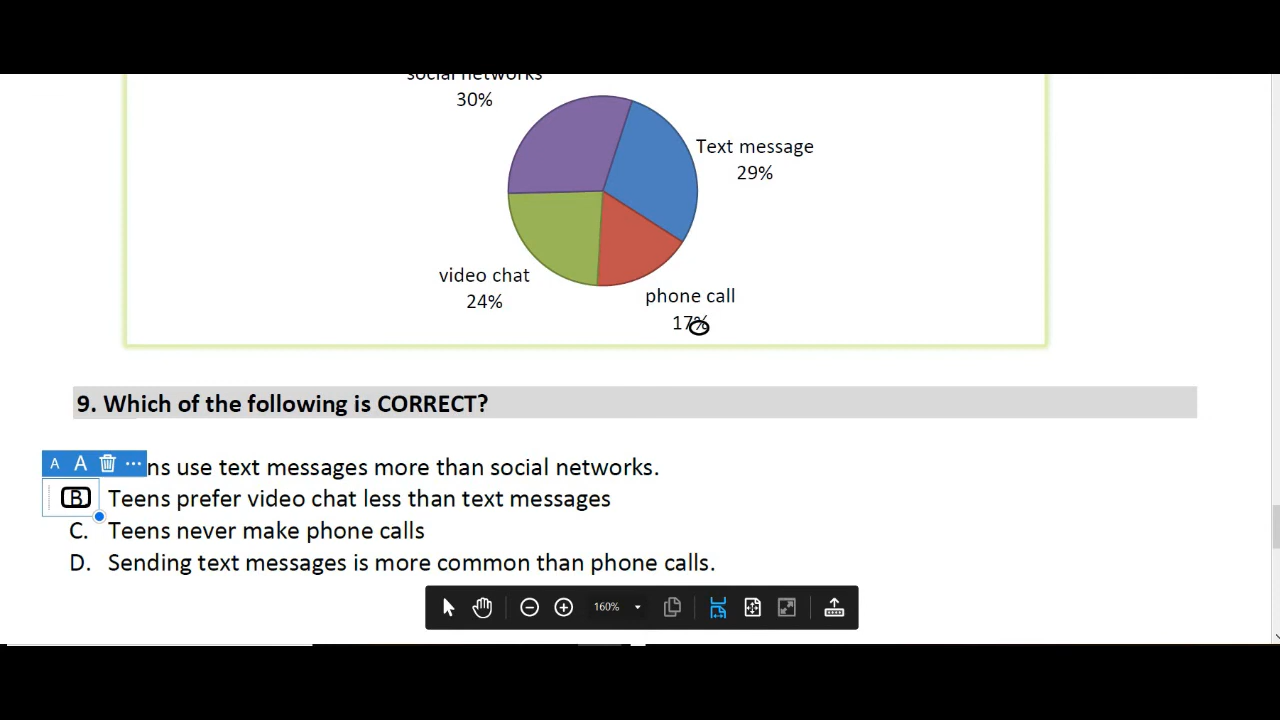 social networks
30%
Text message
29%
video chat
24%
phone call
17%
9. Which of the following is CORRECT?
A A
ns use text messages more than social networks.
B Teens prefer video chat less than text messages
C. Teens never make phone calls
D. Sending text messages is more common than phone calls.
160%